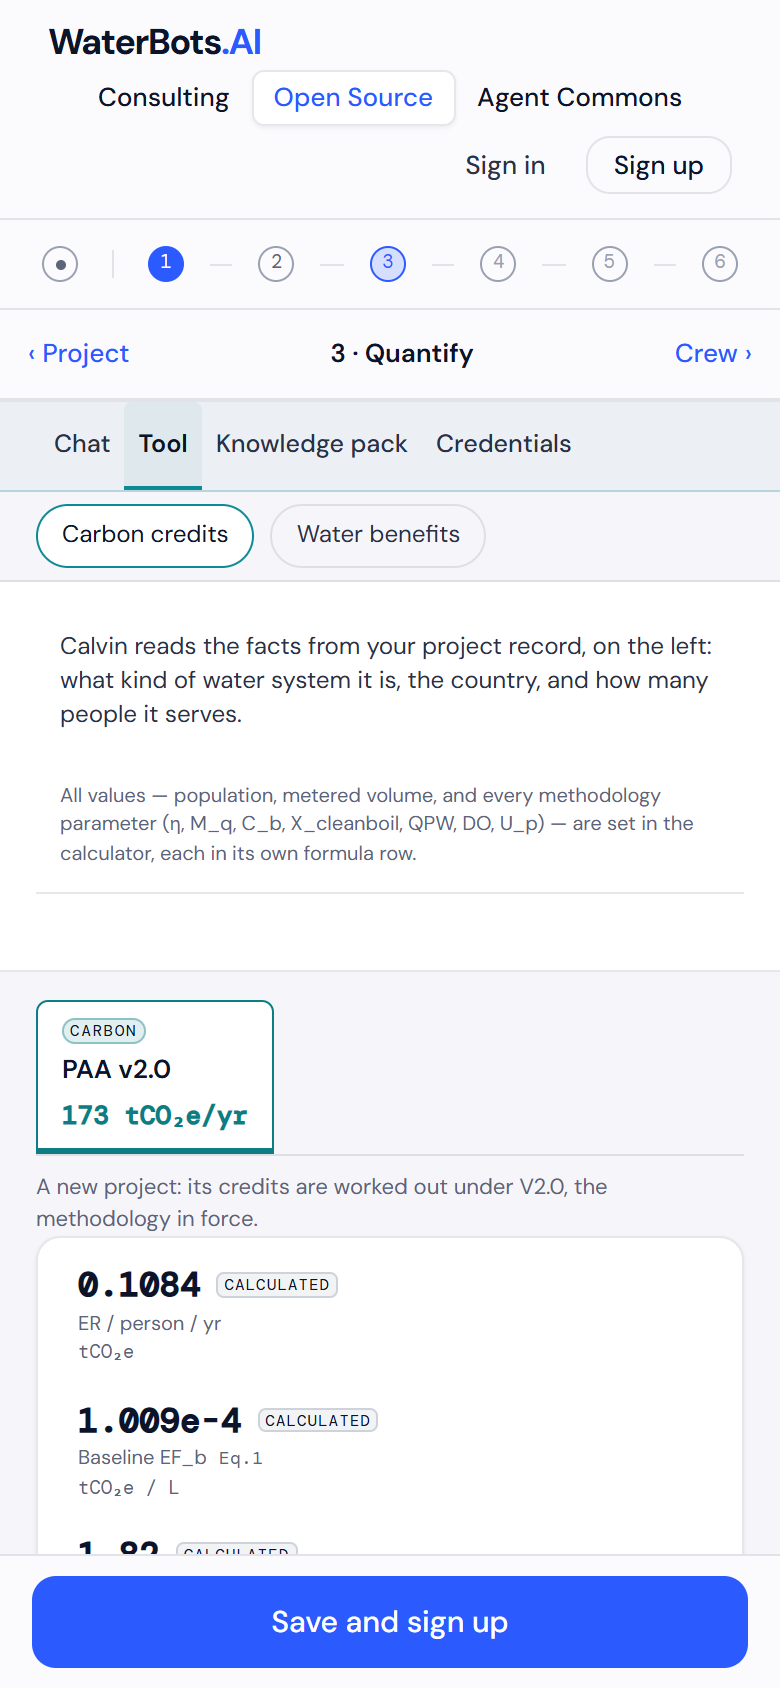 WaterBots.AI
Consulting Open Source Agent Commons
Sign in Sign up
1 2 3 4 5 6
‹ Project 3 · Quantify Crew ›
Chat Tool Knowledge pack Credentials
Carbon credits Water benefits
Calvin reads the facts from your project record, on the left:
what kind of water system it is, the country, and how many
people it serves.
All values — population, metered volume, and every methodology
parameter (η, M_q, C_b, X_cleanboil, QPW, DO, U_p) — are set in the
calculator, each in its own formula row.
CARBON
PAA v2.0
173 tCO₂e/yr
A new project: its credits are worked out under V2.0, the
methodology in force.
0.1084 CALCULATED
ER / person / yr
tCO₂e
1.009e-4 CALCULATED
Baseline EF_b Eq.1
tCO₂e / L
1.82 CALCULATED
Save and sign up